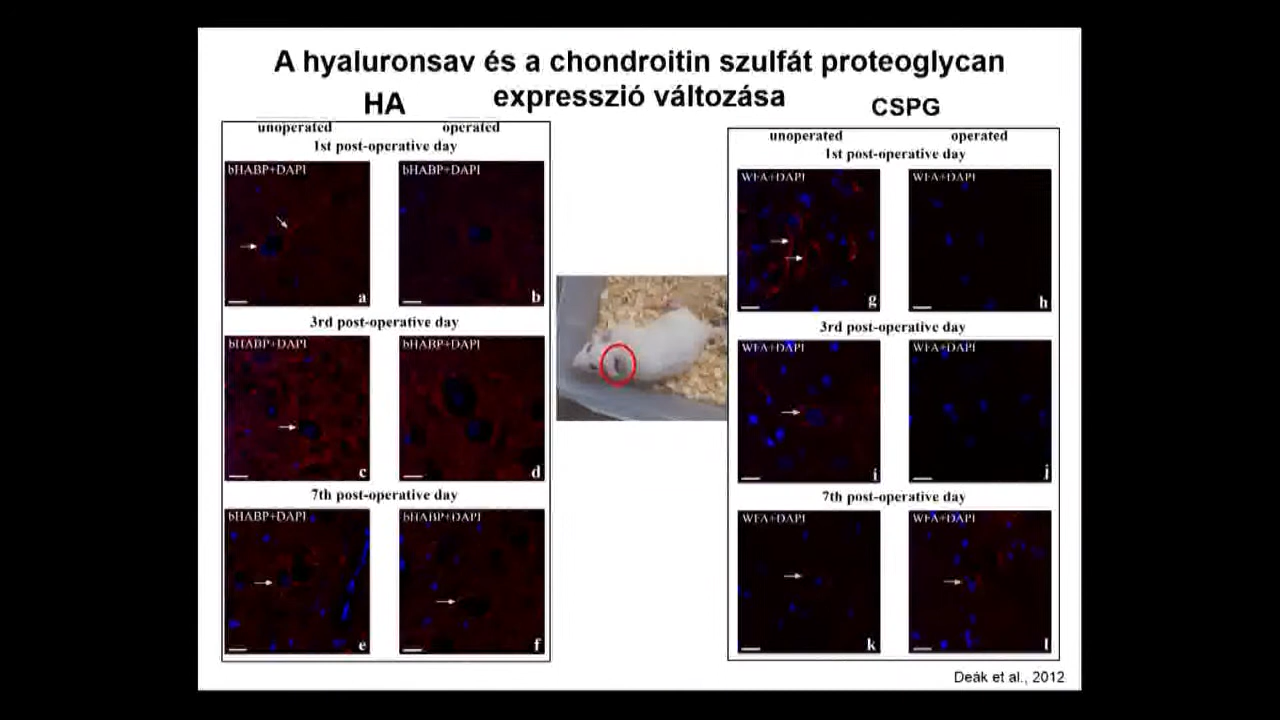 A hyaluronsav és a chondroitin szulfát proteoglycan
expresszió változása
HA
unoperated operated
1st post-operative day
bHABP+DAPI bHABP+DAPI
a b
3rd post-operative day
bHABP+DAPI bHABP+DAPI
c d
7th post-operative day
bHABP+DAPI bHABP+DAPI
e f
CSPG
unoperated operated
1st post-operative day
WFA+DAPI WFA+DAPI
g h
3rd post-operative day
WFA+DAPI WFA+DAPI
i j
7th post-operative day
WFA+DAPI WFA+DAPI
k l
Deák et al., 2012